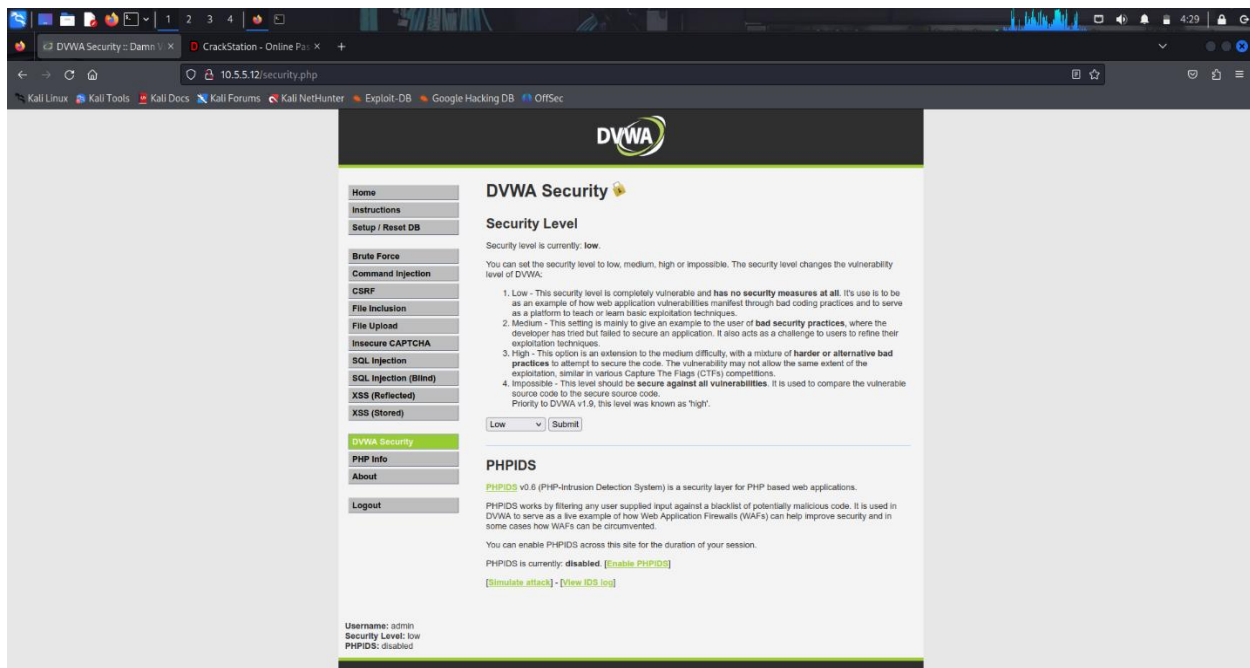 1 2 3 4
4:29
DVWA Security :: Damn V
CrackStation - Online Pas
10.5.5.12/security.php
Kali Linux Kali Tools Kali Docs Kali Forums Kali NetHunter Exploit-DB Google Hacking DB OffSec
DVWA
Home
Instructions
Setup / Reset DB
Brute Force
Command Injection
CSRF
File Inclusion
File Upload
Insecure CAPTCHA
SQL Injection
SQL Injection (Blind)
XSS (Reflected)
XSS (Stored)
DVWA Security
PHP Info
About
Logout
DVWA Security
Security Level
Security level is currently: low.
You can set the security level to low, medium, high or impossible. The security level changes the vulnerability
level of DVWA:
1. Low - This security level is completely vulnerable and has no security measures at all. It's use is to be
as an example of how web application vulnerabilities manifest through bad coding practices and to serve
as a platform to teach or learn basic exploitation techniques.
2. Medium - This setting is mainly to give an example to the user of bad security practices, where the
developer has tried but failed to secure an application. It also acts as a challenge to users to refine their
exploitation techniques.
3. High - This option is an extension to the medium difficulty, with a mixture of harder or alternative bad
practices to attempt to secure the code. The vulnerability may not allow the same extent of the
exploitation, similar in various Capture The Flags (CTFs) competitions.
4. Impossible - This level should be secure against all vulnerabilities. It is used to compare the vulnerable
source code to the secure source code.
Priority to DVWA v1.9, this level was known as 'high'.
Low Submit
PHPIDS
PHPIDS v0.6 (PHP-Intrusion Detection System) is a security layer for PHP based web applications.
PHPIDS works by filtering any user supplied input against a blacklist of potentially malicious code. It is used in
DVWA to serve as a live example of how Web Application Firewalls (WAFs) can help improve security and in
some cases how WAFs can be circumvented.
You can enable PHPIDS across this site for the duration of your session.
PHPIDS is currently: disabled. [Enable PHPIDS]
[Simulate attack] - [View IDS log]
Username: admin
Security Level: low
PHPIDS: disabled